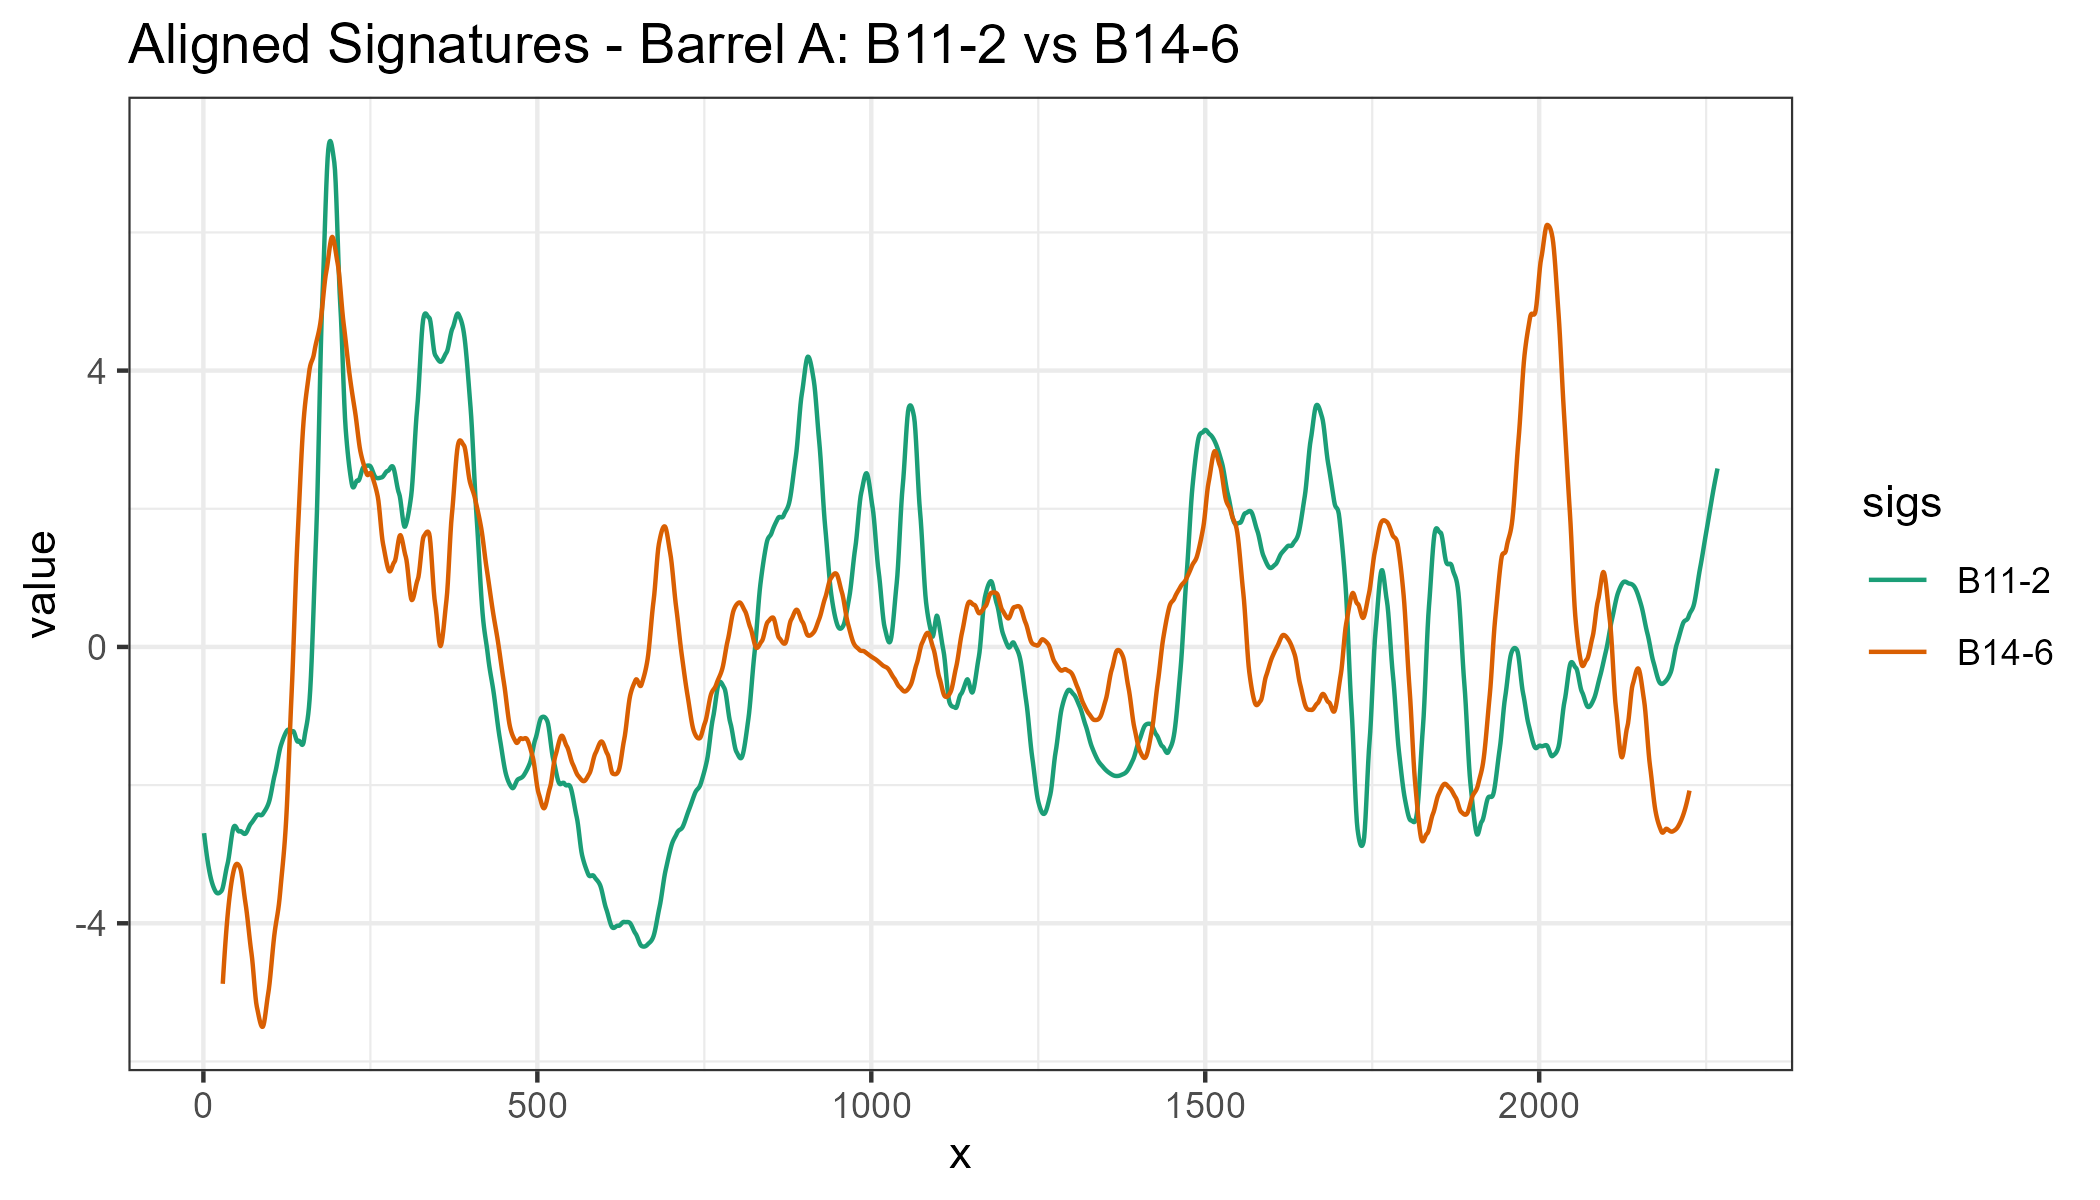 Aligned Signatures - Barrel A: B11-2 vs B14-6
value
4
0
-4
0
500
1000
1500
2000
x
sigs
B11-2
B14-6